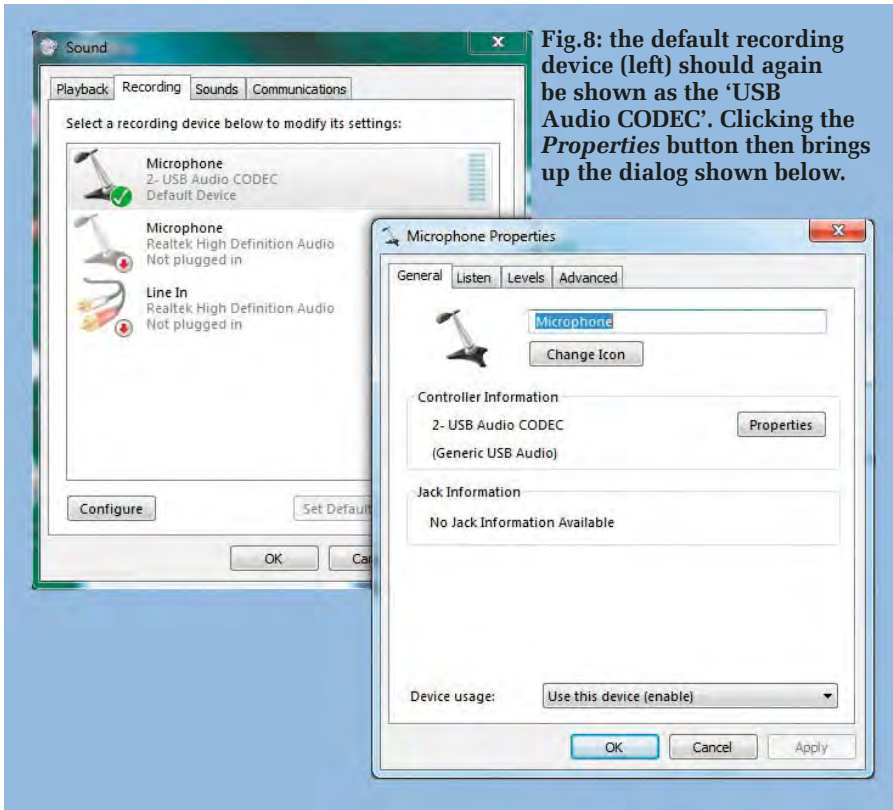 Sound
x
Fig.8: the default recording
device (left) should again
be shown as the ‘USB
Audio CODEC’. Clicking the
Properties button then brings
up the dialog shown below.
Playback Recording Sounds Communications
Select a recording device below to modify its settings:
Microphone
2- USB Audio CODEC
Default Device
Microphone
Realtek High Definition Audio
Not plugged in
Line In
Realtek High Definition Audio
Not plugged in
Configure
Set Default
OK
Ca
Microphone Properties
x
General Listen Levels Advanced
Microphone
Change Icon
Controller Information
2- USB Audio CODEC
Properties
(Generic USB Audio)
Jack Information
No Jack Information Available
Device usage:
Use this device (enable)
OK Cancel Apply